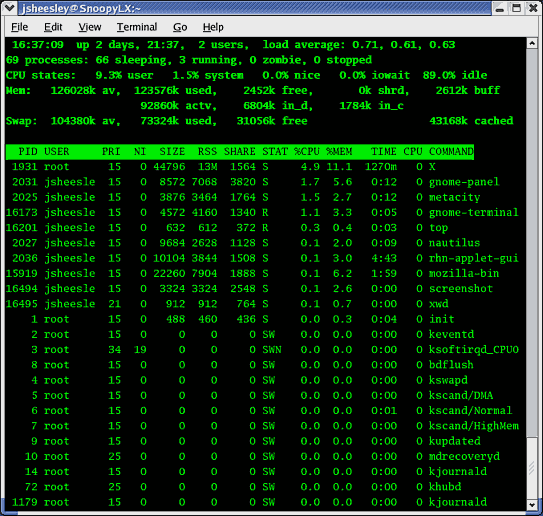 jsheesley@SnoopyLX:~
File Edit View Terminal Go Help
16:37:09 up 2 days, 21:37, 2 users, load average: 0.71, 0.61, 0.63
69 processes: 66 sleeping, 3 running, 0 zombie, 0 stopped
CPU states: 9.3% user 1.5% system 0.0% nice 0.0% iowait 89.0% idle
Mem: 126028k av, 123576k used, 2452k free, 0k shrd, 2612k buff
92860k actv, 6804k in_d, 1784k in_c
Swap: 104380k av, 73324k used, 31056k free 43168k cached
PID USER PRI NI SIZE RSS SHARE STAT %CPU %MEM TIME CPU COMMAND
1931 root 15 0 44796 13M 1564 S 4.9 11.1 1270m 0 X
2031 jsheesle 15 0 8572 7068 3820 S 1.7 5.6 0:12 0 gnome-panel
2025 jsheesle 15 0 3876 3464 1764 S 1.5 2.7 0:12 0 metacity
16173 jsheesle 15 0 4572 4160 1340 R 1.1 3.3 0:05 0 gnome-terminal
16201 jsheesle 15 0 632 612 372 R 0.3 0.4 0:03 0 top
2027 jsheesle 15 0 9684 2628 1128 S 0.1 2.0 0:09 0 nautilus
2036 jsheesle 15 0 10104 3844 1508 S 0.1 3.0 4:43 0 rhn-applet-gui
15919 jsheesle 15 0 22260 7904 1888 S 0.1 6.2 1:59 0 mozilla-bin
16494 jsheesle 15 0 3324 3324 2548 S 0.1 2.6 0:00 0 screenshot
16495 jsheesle 21 0 912 912 764 S 0.1 0.7 0:00 0 xwd
1 root 15 0 488 460 436 S 0.0 0.3 0:04 0 init
2 root 15 0 0 0 0 SW 0.0 0.0 0:00 0 keventd
3 root 34 19 0 0 0 SWN 0.0 0.0 0:00 0 ksoftirqd_CPU0
8 root 15 0 0 0 0 SW 0.0 0.0 0:00 0 bdflush
4 root 15 0 0 0 0 SW 0.0 0.0 0:00 0 kswapd
5 root 15 0 0 0 0 SW 0.0 0.0 0:00 0 kscand/DMA
6 root 15 0 0 0 0 SW 0.0 0.0 0:01 0 kscand/Normal
7 root 15 0 0 0 0 SW 0.0 0.0 0:00 0 kscand/HighMem
9 root 15 0 0 0 0 SW 0.0 0.0 0:00 0 kupdated
10 root 25 0 0 0 0 SW 0.0 0.0 0:00 0 mdrecoveryd
14 root 15 0 0 0 0 SW 0.0 0.0 0:00 0 kjournald
72 root 25 0 0 0 0 SW 0.0 0.0 0:00 0 khubd
1179 root 15 0 0 0 0 SW 0.0 0.0 0:00 0 kjournald